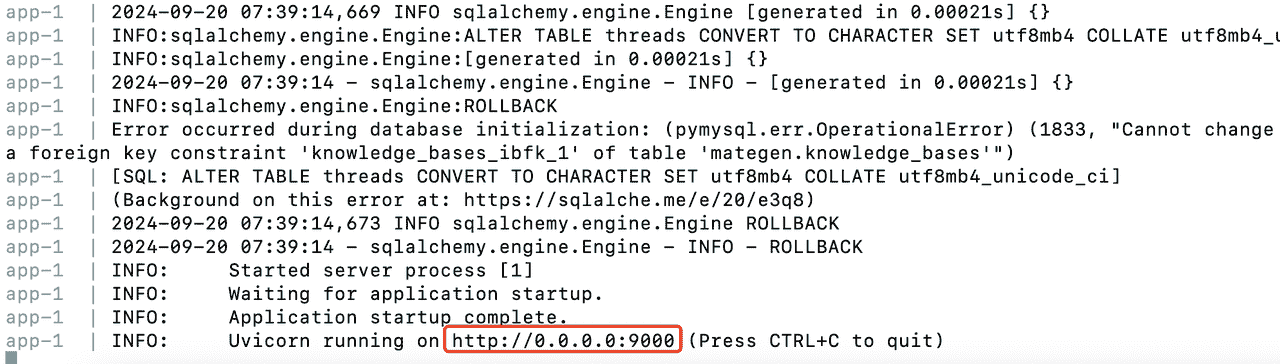 app-1 | 2024-09-20 07:39:14,669 INFO sqlalchemy.engine.Engine [generated in 0.00021s] {}
app-1 | INFO:sqlalchemy.engine.Engine:ALTER TABLE threads CONVERT TO CHARACTER SET utf8mb4 COLLATE utf8mb4_u
app-1 | INFO:sqlalchemy.engine.Engine:[generated in 0.00021s] {}
app-1 | 2024-09-20 07:39:14 - sqlalchemy.engine.Engine - INFO - [generated in 0.00021s] {}
app-1 | INFO:sqlalchemy.engine.Engine:ROLLBACK
app-1 | Error occurred during database initialization: (pymysql.err.OperationalError) (1833, "Cannot change
a foreign key constraint 'knowledge_bases_ibfk_1' of table 'mategen.knowledge_bases'")
app-1 | [SQL: ALTER TABLE threads CONVERT TO CHARACTER SET utf8mb4 COLLATE utf8mb4_unicode_ci]
app-1 | (Background on this error at: https://sqlalche.me/e/20/e3q8)
app-1 | 2024-09-20 07:39:14,673 INFO sqlalchemy.engine.Engine ROLLBACK
app-1 | 2024-09-20 07:39:14 - sqlalchemy.engine.Engine - INFO - ROLLBACK
app-1 | INFO: Started server process [1]
app-1 | INFO: Waiting for application startup.
app-1 | INFO: Application startup complete.
app-1 | INFO: Uvicorn running on http://0.0.0.0:9000 (Press CTRL+C to quit)